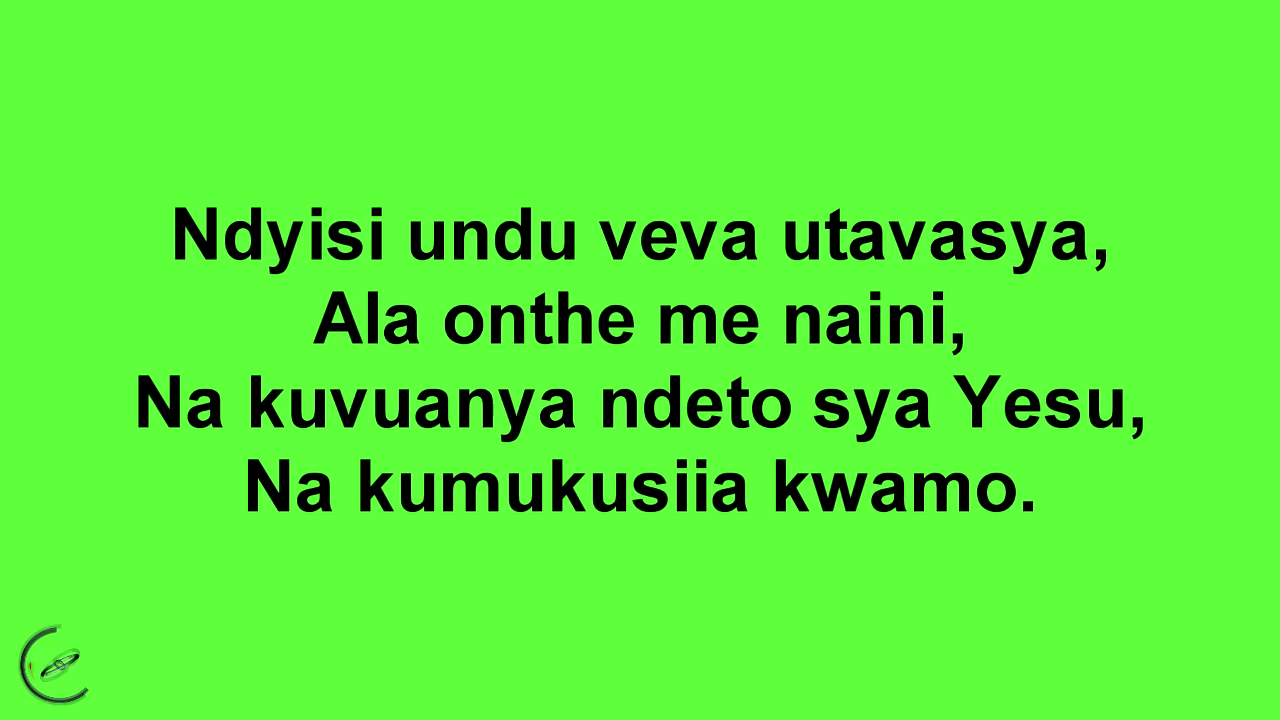 Ndyisi undu veva utavasya,
Ala onthe me naini,
Na kuvuanya ndeto sya Yesu,
Na kumukusiia kwamo.